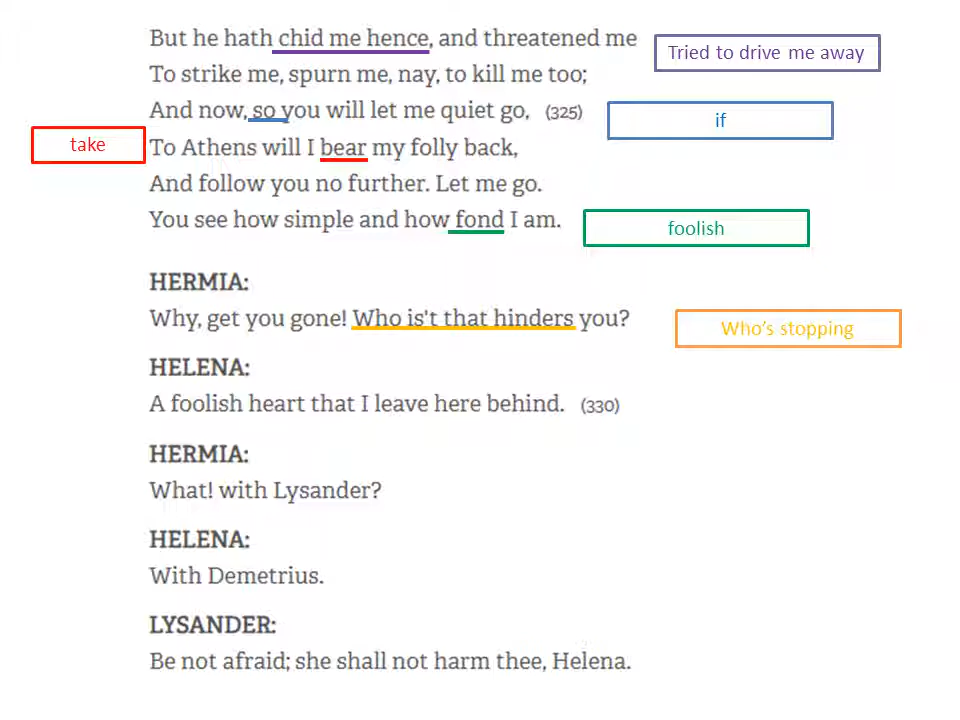 But he hath chid me hence, and threatened me
Tried to drive me away
To strike me, spurn me, nay, to kill me too;
And now, so you will let me quiet go, (325)
if
take
To Athens will I bear my folly back,
And follow you no further. Let me go.
You see how simple and how fond I am.
foolish
HERMIA:
Why, get you gone! Who is't that hinders you?
Who's stopping
HELENA:
A foolish heart that I leave here behind. (330)
HERMIA:
What! with Lysander?
HELENA:
With Demetrius.
LYSANDER:
Be not afraid; she shall not harm thee, Helena.